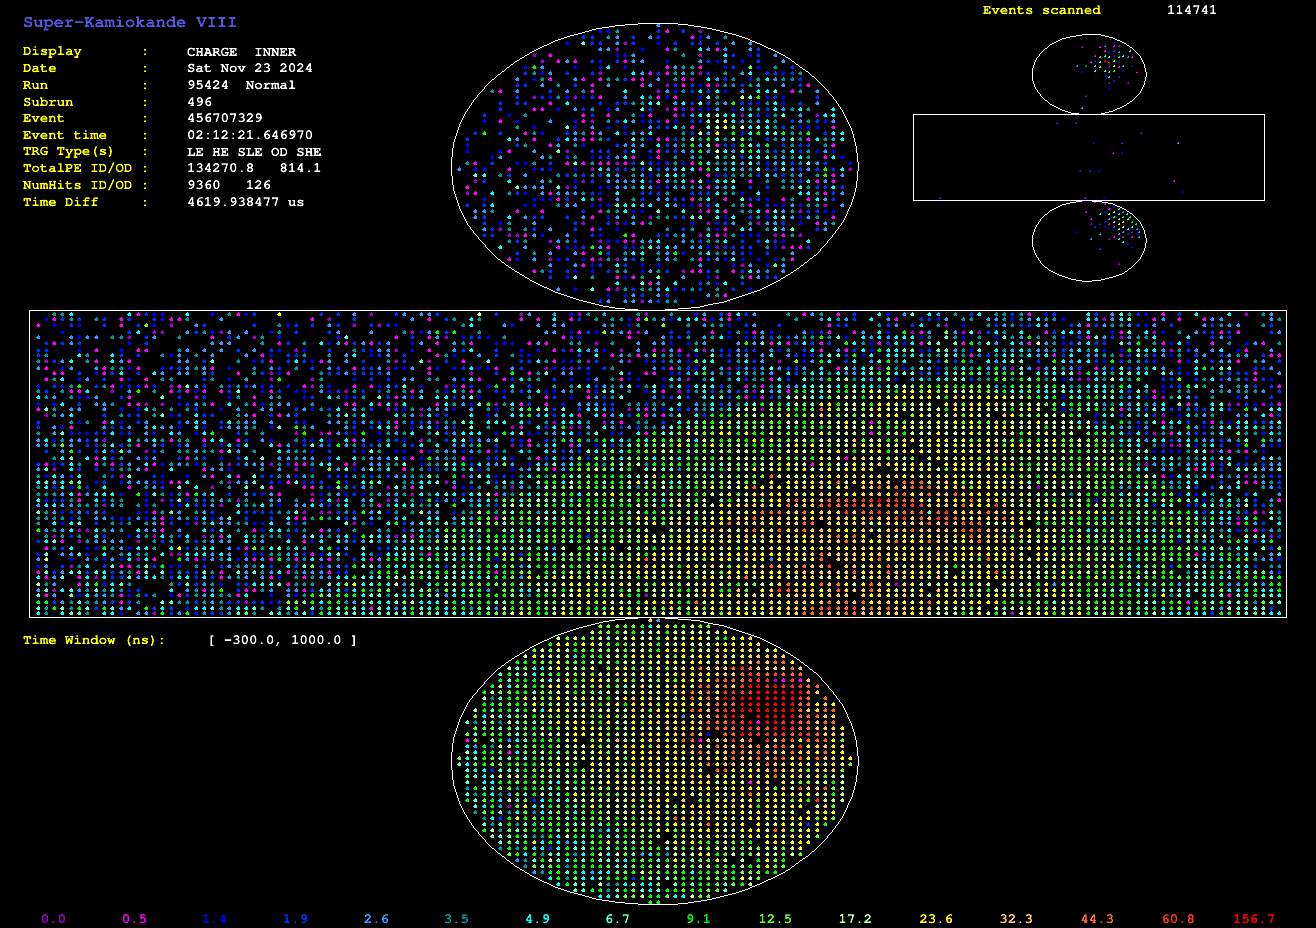 Super-Kamiokande VIII
Events scanned 114741
Display : CHARGE INNER
Date : Sat Nov 23 2024
Run : 95424 Normal
Subrun : 496
Event : 456707329
Event time : 02:12:21.646970
TRG Type(s) : LE HE SLE OD SHE
TotalPE ID/OD : 134270.8 814.1
NumHits ID/OD : 9360 126
Time Diff : 4619.938477 us
Time Window (ns): [ -300.0, 1000.0 ]
0.0 0.5 1.4 1.9 2.6 3.5 4.9 6.7 9.1 12.5 17.2 23.6 32.3 44.3 60.8 156.7